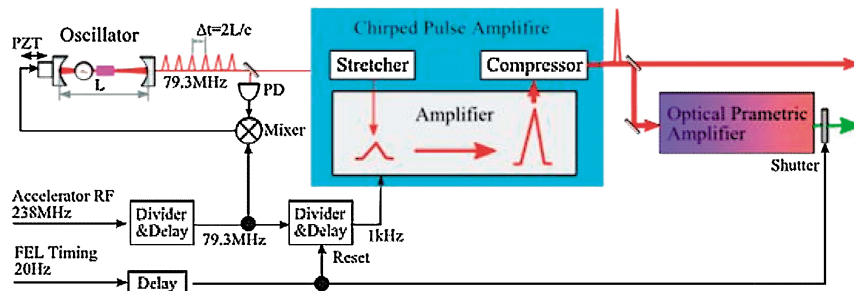 PZT
Oscillator
Δt=2L/c
L
79.3MHz
PD
Mixer
Chirped Pulse Amplifire
Stretcher
Compressor
Amplifier
Optical Prametric
Amplifier
Shutter
Accelerator RF
238MHz
Divider
&Delay
79.3MHz
Divider
&Delay
1kHz
Reset
FEL Timing
20Hz
Delay